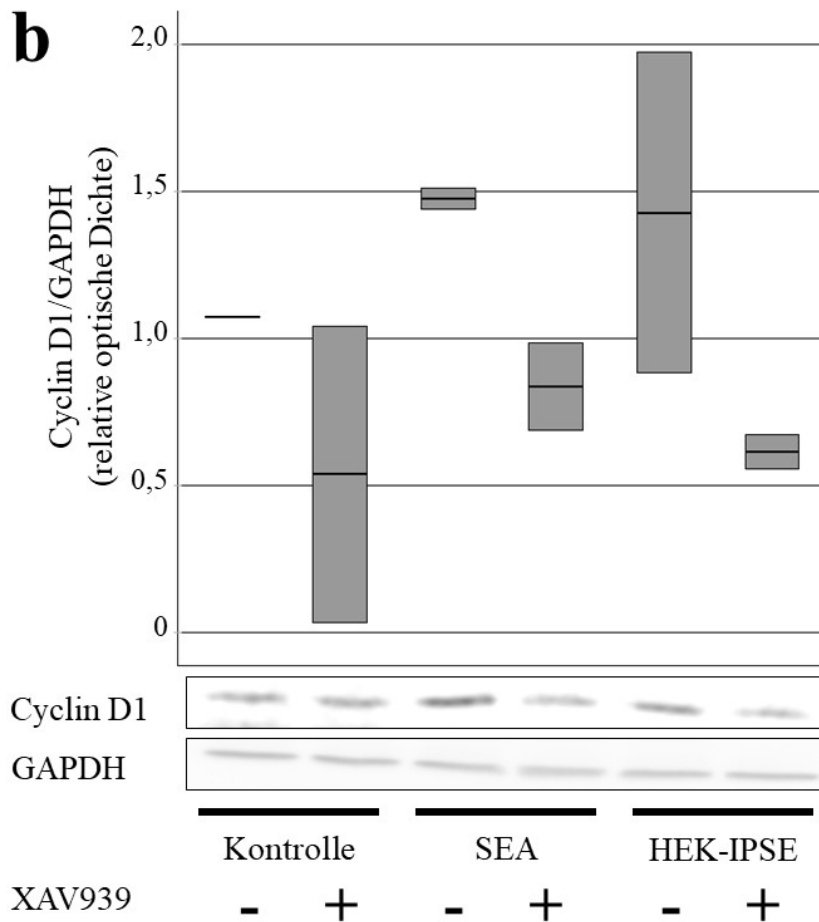 b
2,0
1,5
1,0
0,5
0
Cyclin D1/GAPDH
(relative optische Dichte)
Cyclin D1
GAPDH
Kontrolle SEA HEK-IPSE
XAV939 - + - + - +